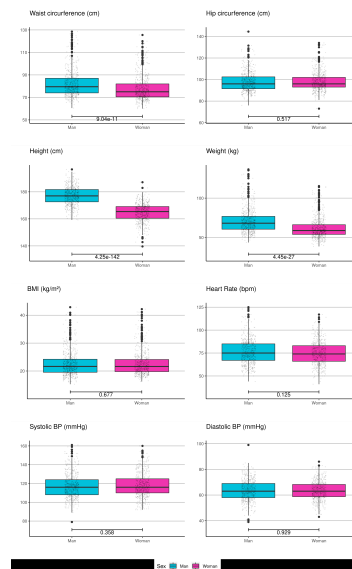 Waist circunference (cm)
Hip circunference (cm)
130
110
90
70
50
140
120
100
80
60
Man
Woman
Man
Woman
9.04e-11
0.517
Height (cm)
Weight (kg)
180
160
140
100
50
Man
Woman
Man
Woman
4.25e-142
4.45e-27
BMI (kg/m²)
Heart Rate (bpm)
40
30
20
125
100
75
50
Man
Woman
Man
Woman
0.677
0.125
Systolic BP (mmHg)
Diastolic BP (mmHg)
160
140
120
100
80
100
80
60
40
Man
Woman
Man
Woman
0.358
0.929
Sex Man Woman